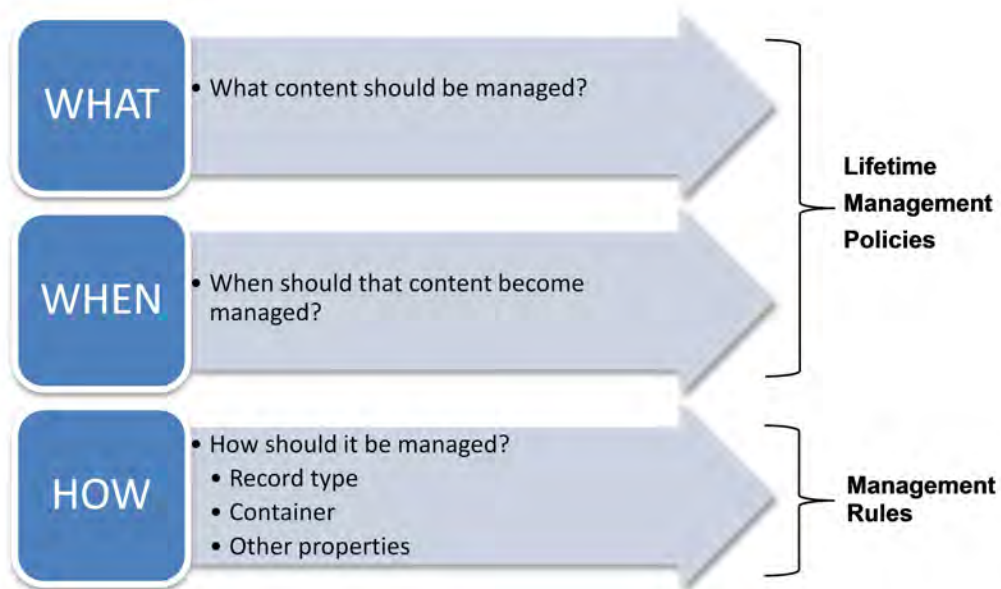 WHAT
• What content should be managed?
WHEN
• When should that content become
managed?
Lifetime
Management
Policies
HOW
• How should it be managed?
• Record type
• Container
• Other properties
Management
Rules